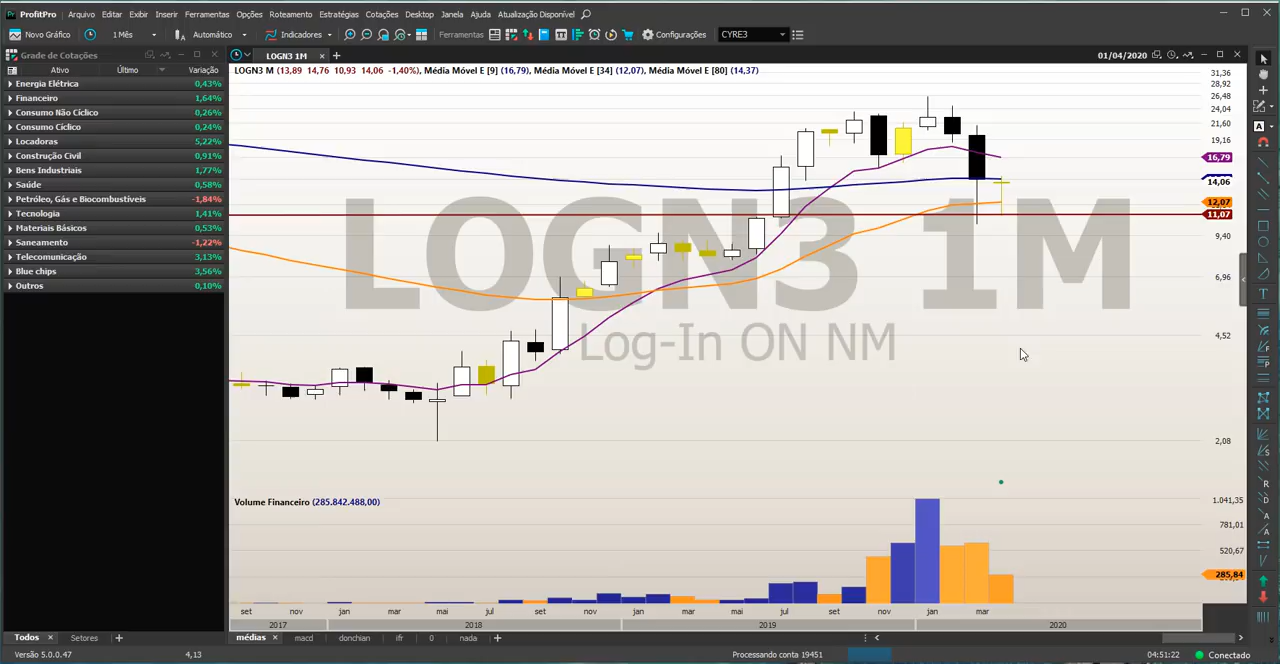 ProfitPro Arquivo Editar Exibir Inserir Ferramentas Opções Roteamento Estratégias Cotações Desktop Janela Ajuda Atualização Disponível
Novo Gráfico 1 Mês Automático Indicadores Ferramentas Configurações CYRE3
Grade de Cotações
LOGN3 1M
01/04/2020
Ativo Último Variação
Energia Elétrica 0,43%
Financeiro 1,64%
Consumo Não Cíclico 0,26%
Consumo Cíclico 0,24%
Locadoras 5,22%
Construção Civil 0,91%
Bens Industriais 1,77%
Saúde 0,58%
Petróleo, Gás e Biocombustíveis -1,84%
Tecnologia 1,41%
Materiais Básicos 0,53%
Saneamento -1,22%
Telecomunicação 3,13%
Blue chips 3,56%
Outros 0,10%
LOGN3 M (13,89 14,76 10,93 14,06 -1,40%), Média Móvel E [9] (16,79), Média Móvel E [34] (12,07), Média Móvel E [80] (14,37)
LOGN3 1M
Log-In ON NM
31,36
28,92
26,48
24,04
21,60
19,16
16,79
14,06
12,07
11,07
9,40
6,96
4,52
2,08
Volume Financeiro (285.842.488,00)
1.041,35
781,01
520,67
285,84
set nov jan mar mai jul set nov jan mar mai jul set nov jan mar
2017 2018 2019 2020
Todos Setores
médias macd donchian ifr 0 nada
Versão 5.0.0.47 4,13 Processando conta 19451 04:51:22 Conectado